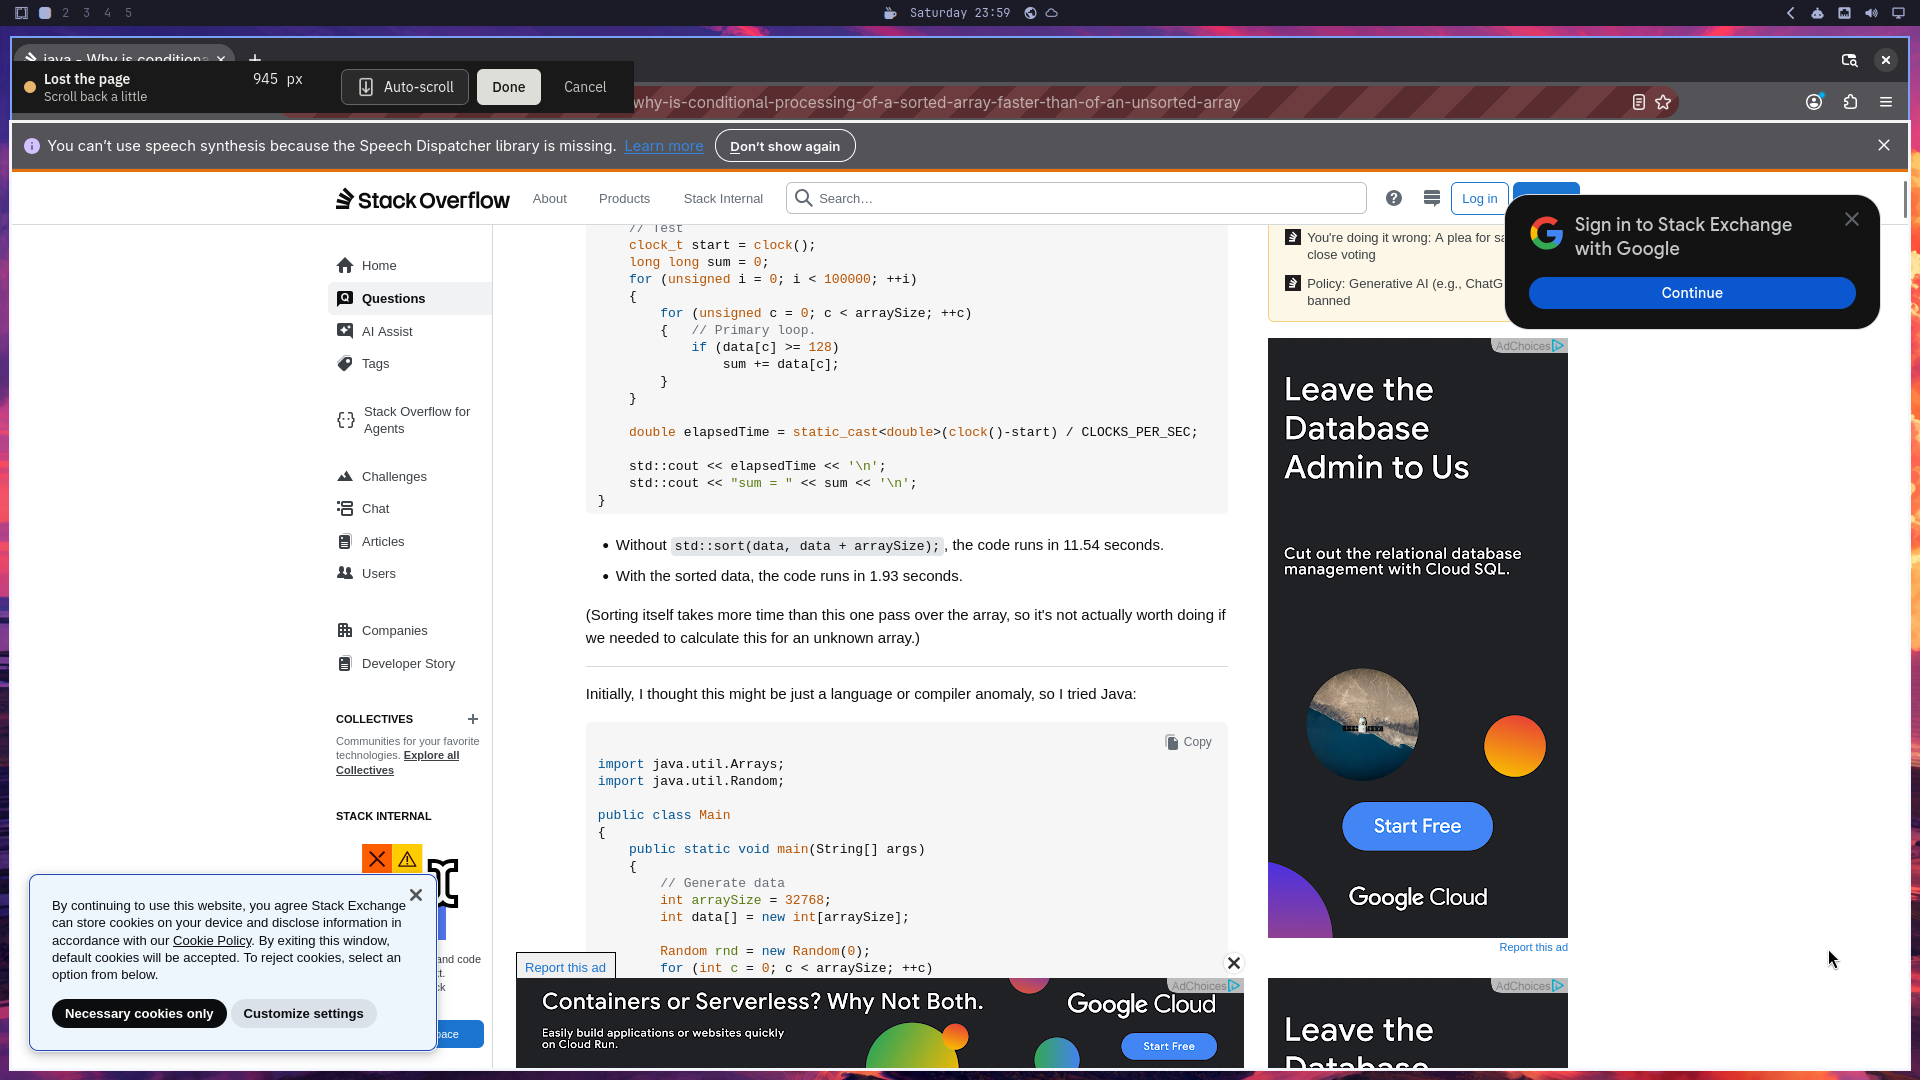 2 3 4 5
Saturday 23:59
java - Why is conditiona
Lost the page
Scroll back a little
945 px
Auto-scroll
Done
Cancel
why-is-conditional-processing-of-a-sorted-array-faster-than-of-an-unsorted-array
You can't use speech synthesis because the Speech Dispatcher library is missing. Learn more
Don't show again
Stack Overflow
About
Products
Stack Internal
Search…
Log in
Sign in to Stack Exchange
with Google
Continue
Home
Questions
AI Assist
Tags
Stack Overflow for
Agents
Challenges
Chat
Articles
Users
Companies
Developer Story
COLLECTIVES
Communities for your favorite
technologies. Explore all
Collectives
STACK INTERNAL
and code
ck
pace
By continuing to use this website, you agree Stack Exchange
can store cookies on your device and disclose information in
accordance with our Cookie Policy. By exiting this window,
default cookies will be accepted. To reject cookies, select an
option from below.
Necessary cookies only
Customize settings
// Test
clock_t start = clock();
long long sum = 0;
for (unsigned i = 0; i < 100000; ++i)
{
for (unsigned c = 0; c < arraySize; ++c)
{   // Primary loop.
if (data[c] >= 128)
sum += data[c];
}
}
double elapsedTime = static_cast<double>(clock()-start) / CLOCKS_PER_SEC;
std::cout << elapsedTime << '\n';
std::cout << "sum = " << sum << '\n';
}
• Without std::sort(data, data + arraySize);, the code runs in 11.54 seconds.
• With the sorted data, the code runs in 1.93 seconds.
(Sorting itself takes more time than this one pass over the array, so it's not actually worth doing if
we needed to calculate this for an unknown array.)
Initially, I thought this might be just a language or compiler anomaly, so I tried Java:
Copy
import java.util.Arrays;
import java.util.Random;
public class Main
{
public static void main(String[] args)
{
// Generate data
int arraySize = 32768;
int data[] = new int[arraySize];
Random rnd = new Random(0);
for (int c = 0; c < arraySize; ++c)
Report this ad
Containers or Serverless? Why Not Both.
Easily build applications or websites quickly
on Cloud Run.
Google Cloud
AdChoices
Start Free
You're doing it wrong: A plea for sa
close voting
Policy: Generative AI (e.g., ChatG
banned
AdChoices
Leave the
Database
Admin to Us
Cut out the relational database
management with Cloud SQL.
Start Free
Google Cloud
Report this ad
AdChoices
Leave the
Database